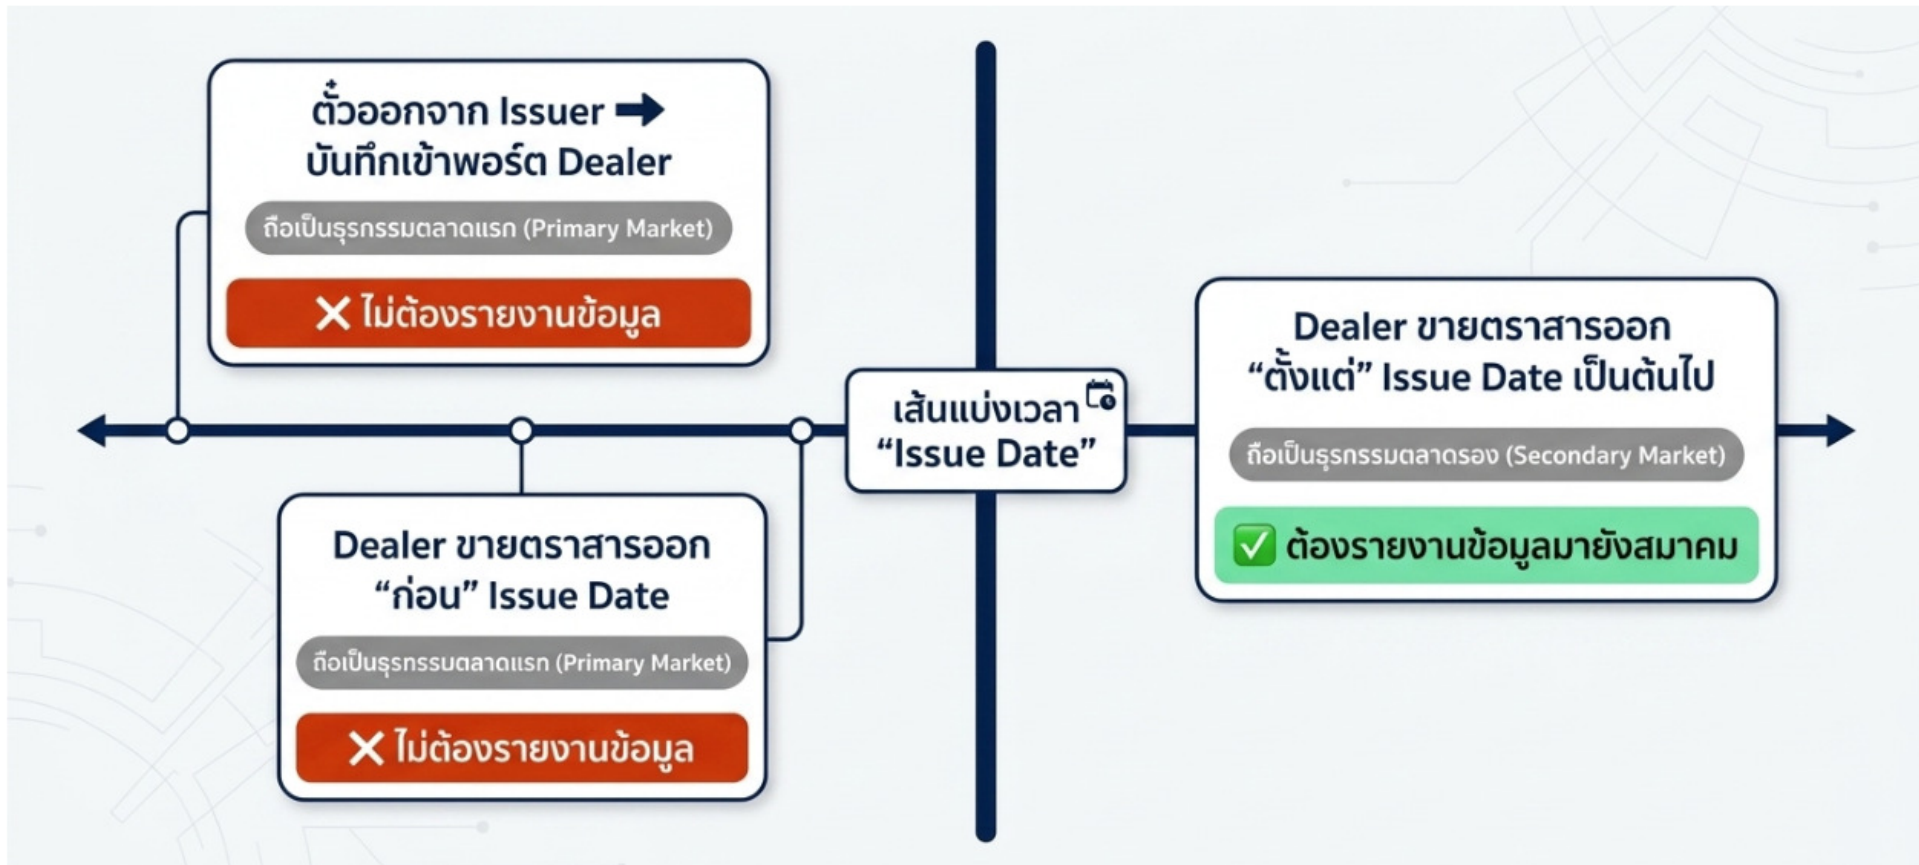 ตั๋วออกจาก Issuer ➡
บันทึกเข้าพอร์ต Dealer
ถือเป็นธุรกรรมตลาดแรก (Primary Market)
❌ ไม่ต้องรายงานข้อมูล
เส้นแบ่งเวลา
“Issue Date”
Dealer ขายตราสารออก
“ก่อน” Issue Date
ถือเป็นธุรทรรบตลาดแรท (Primary Market)
❌ ไม่ต้องรายงานข้อมูล
Dealer ขายตราสารออก
“ตั้งแต่” Issue Date เป็นต้นไป
ถือเป็นธุรกรรมตลาดรอง (Secondary Market)
✅ ต้องรายงานข้อมูลมายังสมาคม